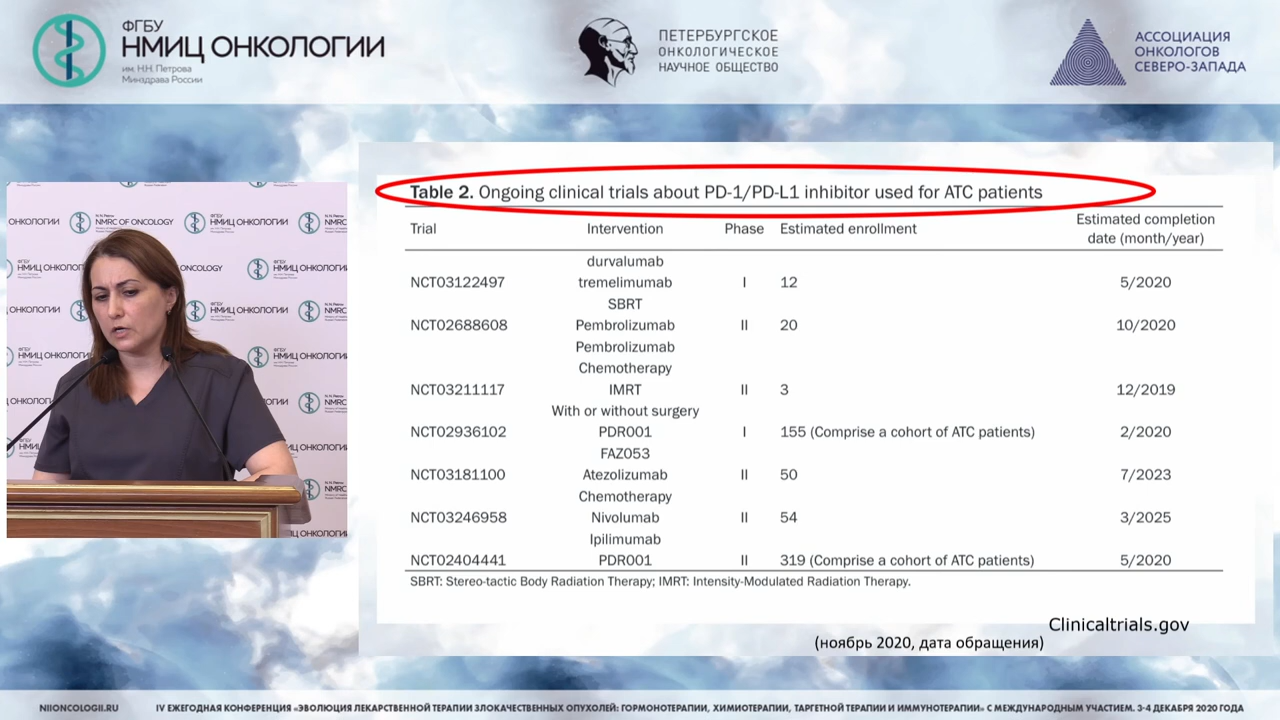 ФГБУ
НМИЦ ОНКОЛОГИИ
им. Н.Н. Петрова
Минздрава России
ПЕТЕРБУРГСКОЕ
ОНКОЛОГИЧЕСКОЕ
НАУЧНОЕ ОБЩЕСТВО
АССОЦИАЦИЯ
ОНКОЛОГОВ
СЕВЕРО-ЗАПАДА
Table 2. Ongoing clinical trials about PD-1/PD-L1 inhibitor used for ATC patients
Trial Intervention Phase Estimated enrollment Estimated completion date (month/year)
durvalumab
NCT03122497 tremelimumab I 12 5/2020
SBRT
NCT02688608 Pembrolizumab II 20 10/2020
Pembrolizumab
Chemotherapy
NCT03211117 IMRT II 3 12/2019
With or without surgery
NCT02936102 PDR001 I 155 (Comprise a cohort of ATC patients) 2/2020
FAZ053
NCT03181100 Atezolizumab II 50 7/2023
Chemotherapy
NCT03246958 Nivolumab II 54 3/2025
Ipilimumab
NCT02404441 PDR001 II 319 (Comprise a cohort of ATC patients) 5/2020
SBRT: Stereo-tactic Body Radiation Therapy; IMRT: Intensity-Modulated Radiation Therapy.
Clinicaltrials.gov
(ноябрь 2020, дата обращения)
NIIONCOLOGII.RU
IV ЕЖЕГОДНАЯ КОНФЕРЕНЦИЯ «ЭВОЛЮЦИЯ ЛЕКАРСТВЕННОЙ ТЕРАПИИ ЗЛОКАЧЕСТВЕННЫХ ОПУХОЛЕЙ: ГОРМОНОТЕРАПИИ, ХИМИОТЕРАПИИ, ТАРГЕТНОЙ ТЕРАПИИ И ИММУНОТЕРАПИИ» С МЕЖДУНАРОДНЫМ УЧАСТИЕМ. 3-4 ДЕКАБРЯ 2020 ГОДА